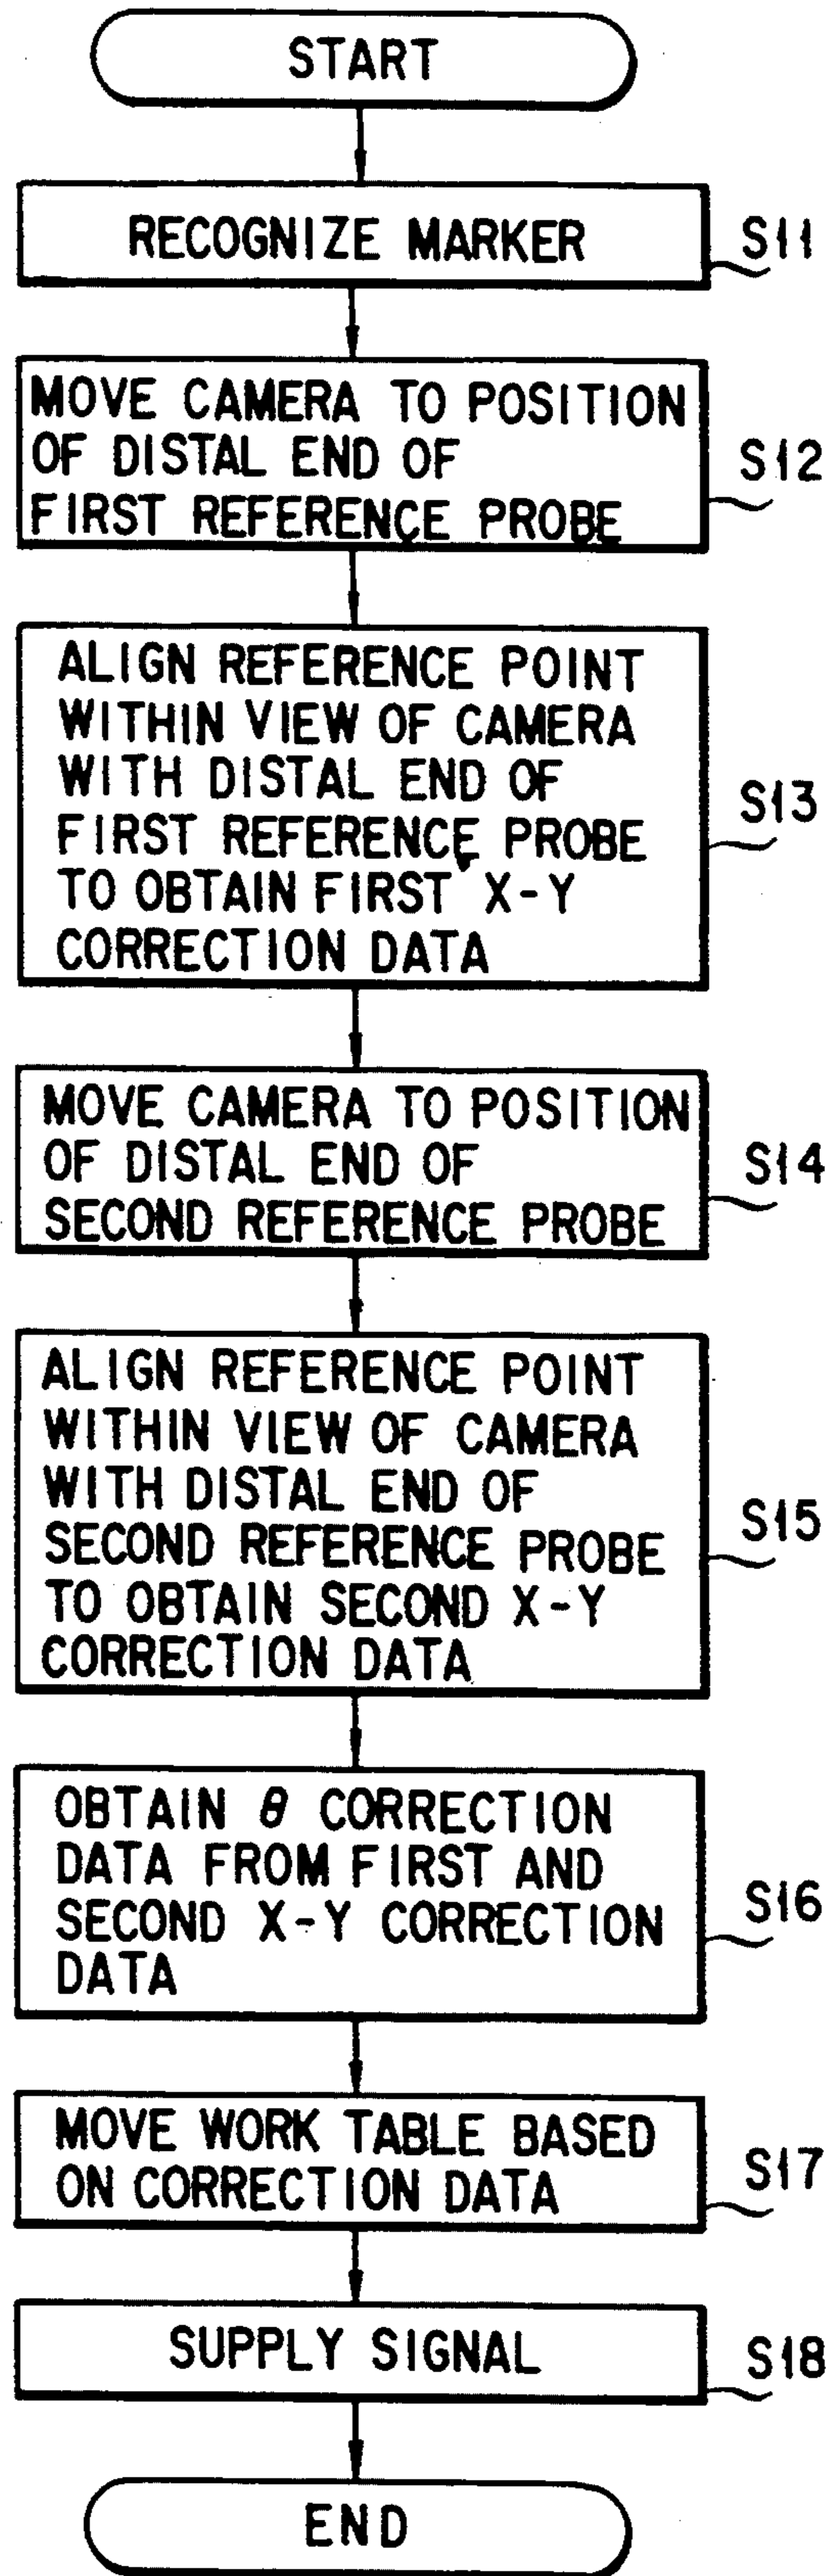 START
RECOGNIZE MARKER
S11
MOVE CAMERA TO POSITION
OF DISTAL END OF
FIRST REFERENCE PROBE
S12
ALIGN REFERENCE POINT
WITHIN VIEW OF CAMERA
WITH DISTAL END OF
FIRST REFERENCE PROBE
TO OBTAIN FIRST X-Y
CORRECTION DATA
S13
MOVE CAMERA TO POSITION
OF DISTAL END OF
SECOND REFERENCE PROBE
S14
ALIGN REFERENCE POINT
WITHIN VIEW OF CAMERA
WITH DISTAL END OF
SECOND REFERENCE PROBE
TO OBTAIN SECOND X-Y
CORRECTION DATA
S15
OBTAIN θ CORRECTION
DATA FROM FIRST AND
SECOND X-Y CORRECTION
DATA
S16
MOVE WORK TABLE BASED
ON CORRECTION DATA
S17
SUPPLY SIGNAL
S18
END